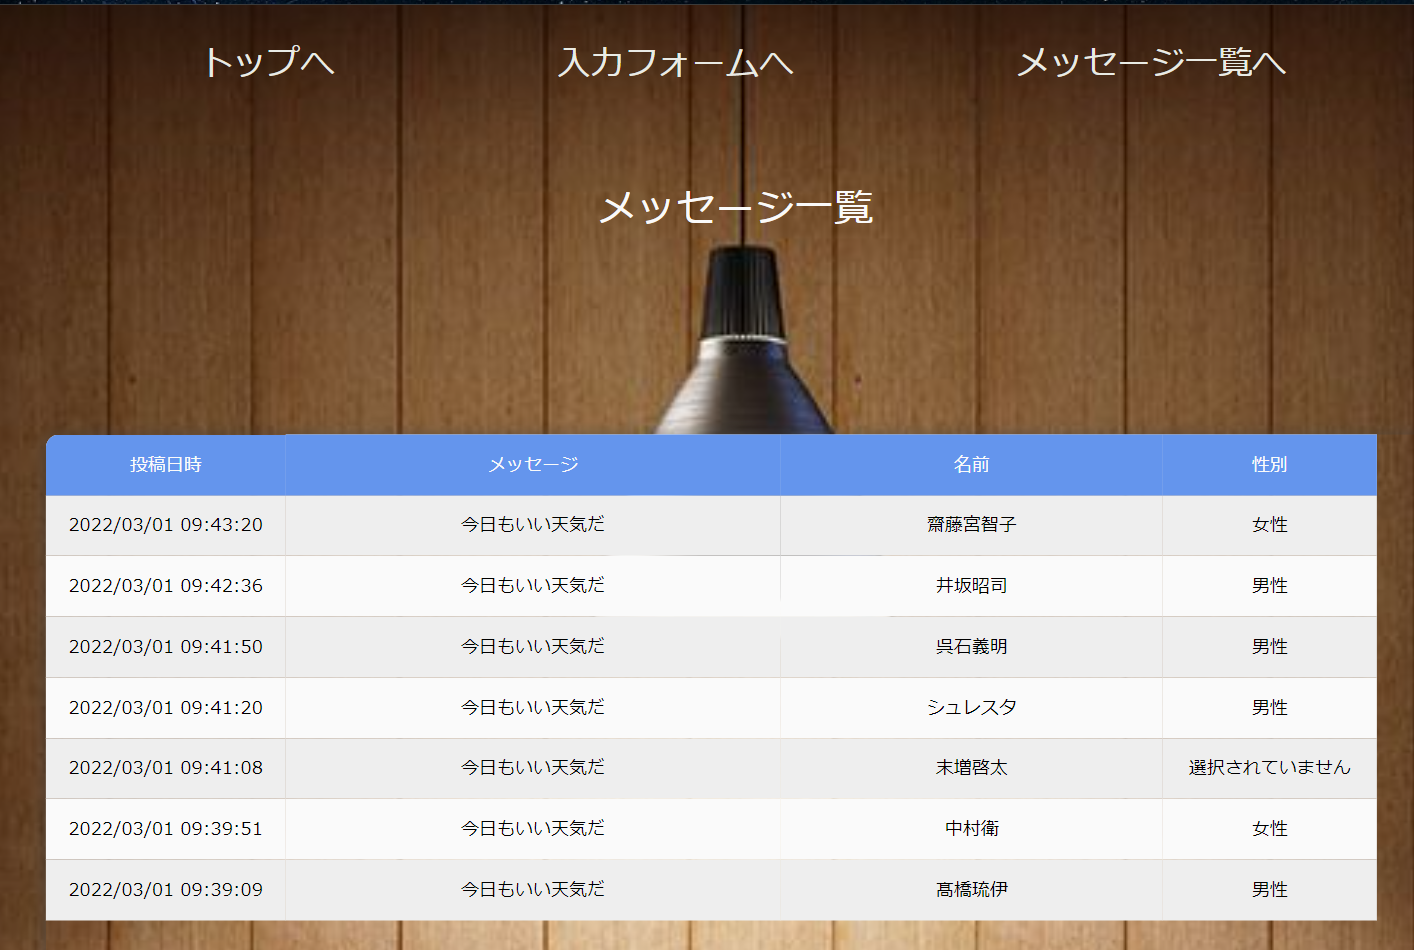 トップへ 入力フォームへ メッセージ一覧へ
メッセージ一覧
投稿日時 メッセージ 名前 性別
2022/03/01 09:43:20 今日もいい天気だ 齋藤宮智子 女性
2022/03/01 09:42:36 今日もいい天気だ 井坂昭司 男性
2022/03/01 09:41:50 今日もいい天気だ 呉石義明 男性
2022/03/01 09:41:20 今日もいい天気だ シュレスタ 男性
2022/03/01 09:41:08 今日もいい天気だ 末増啓太 選択されていません
2022/03/01 09:39:51 今日もいい天気だ 中村衛 女性
2022/03/01 09:39:09 今日もいい天気だ 髙橋琉伊 男性